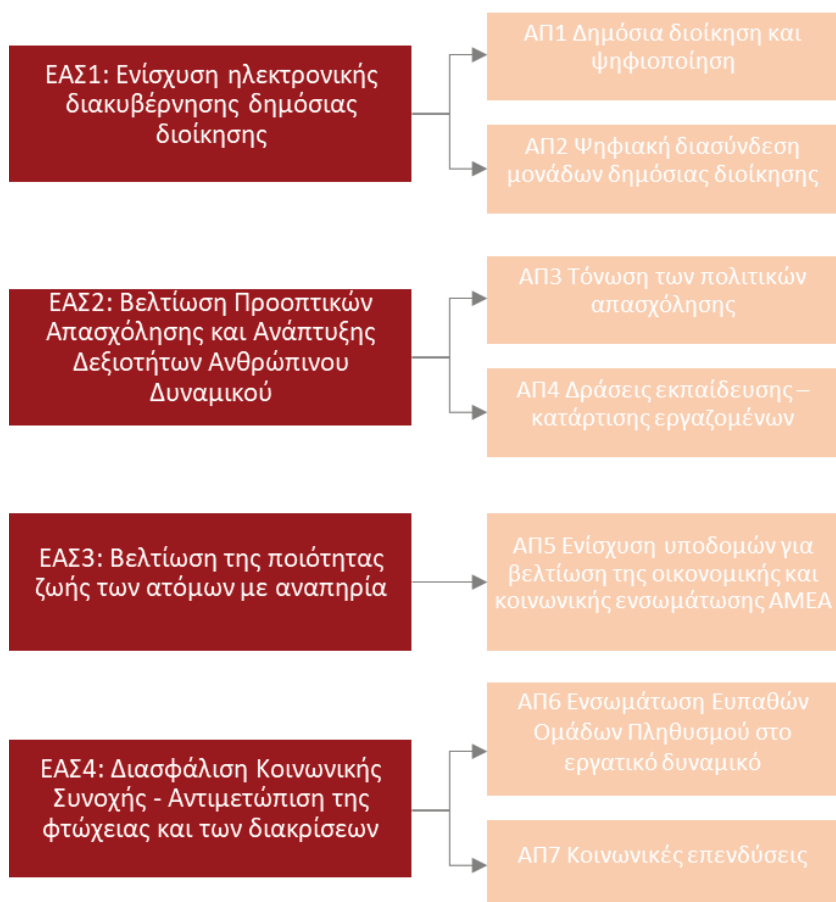 ΕΑΣ1: Ενίσχυση ηλεκτρονικής
διακυβέρνησης δημόσιας
διοίκησης
ΑΠ1 Δημόσια διοίκηση και
ψηφιοποίηση
ΑΠ2 Ψηφιακή διασύνδεση
μονάδων δημόσιας διοίκησης
ΕΑΣ2: Βελτίωση Προοπτικών
Απασχόλησης και Ανάπτυξης
Δεξιοτήτων Ανθρώπινου
Δυναμικού
ΑΠ3 Τόνωση των πολιτικών
απασχόλησης
ΑΠ4 Δράσεις εκπαίδευσης –
κατάρτισης εργαζομένων
ΕΑΣ3: Βελτίωση της ποιότητας
ζωής των ατόμων με αναπηρία
ΑΠ5 Ενίσχυση υποδομών για
βελτίωση της οικονομικής και
κοινωνικής ενσωμάτωσης ΑΜΕΑ
ΕΑΣ4: Διασφάλιση Κοινωνικής
Συνοχής - Αντιμετώπιση της
φτώχειας και των διακρίσεων
ΑΠ6 Ενσωμάτωση Ευπαθών
Ομάδων Πληθυσμού στο
εργατικό δυναμικό
ΑΠ7 Κοινωνικές επενδύσεις